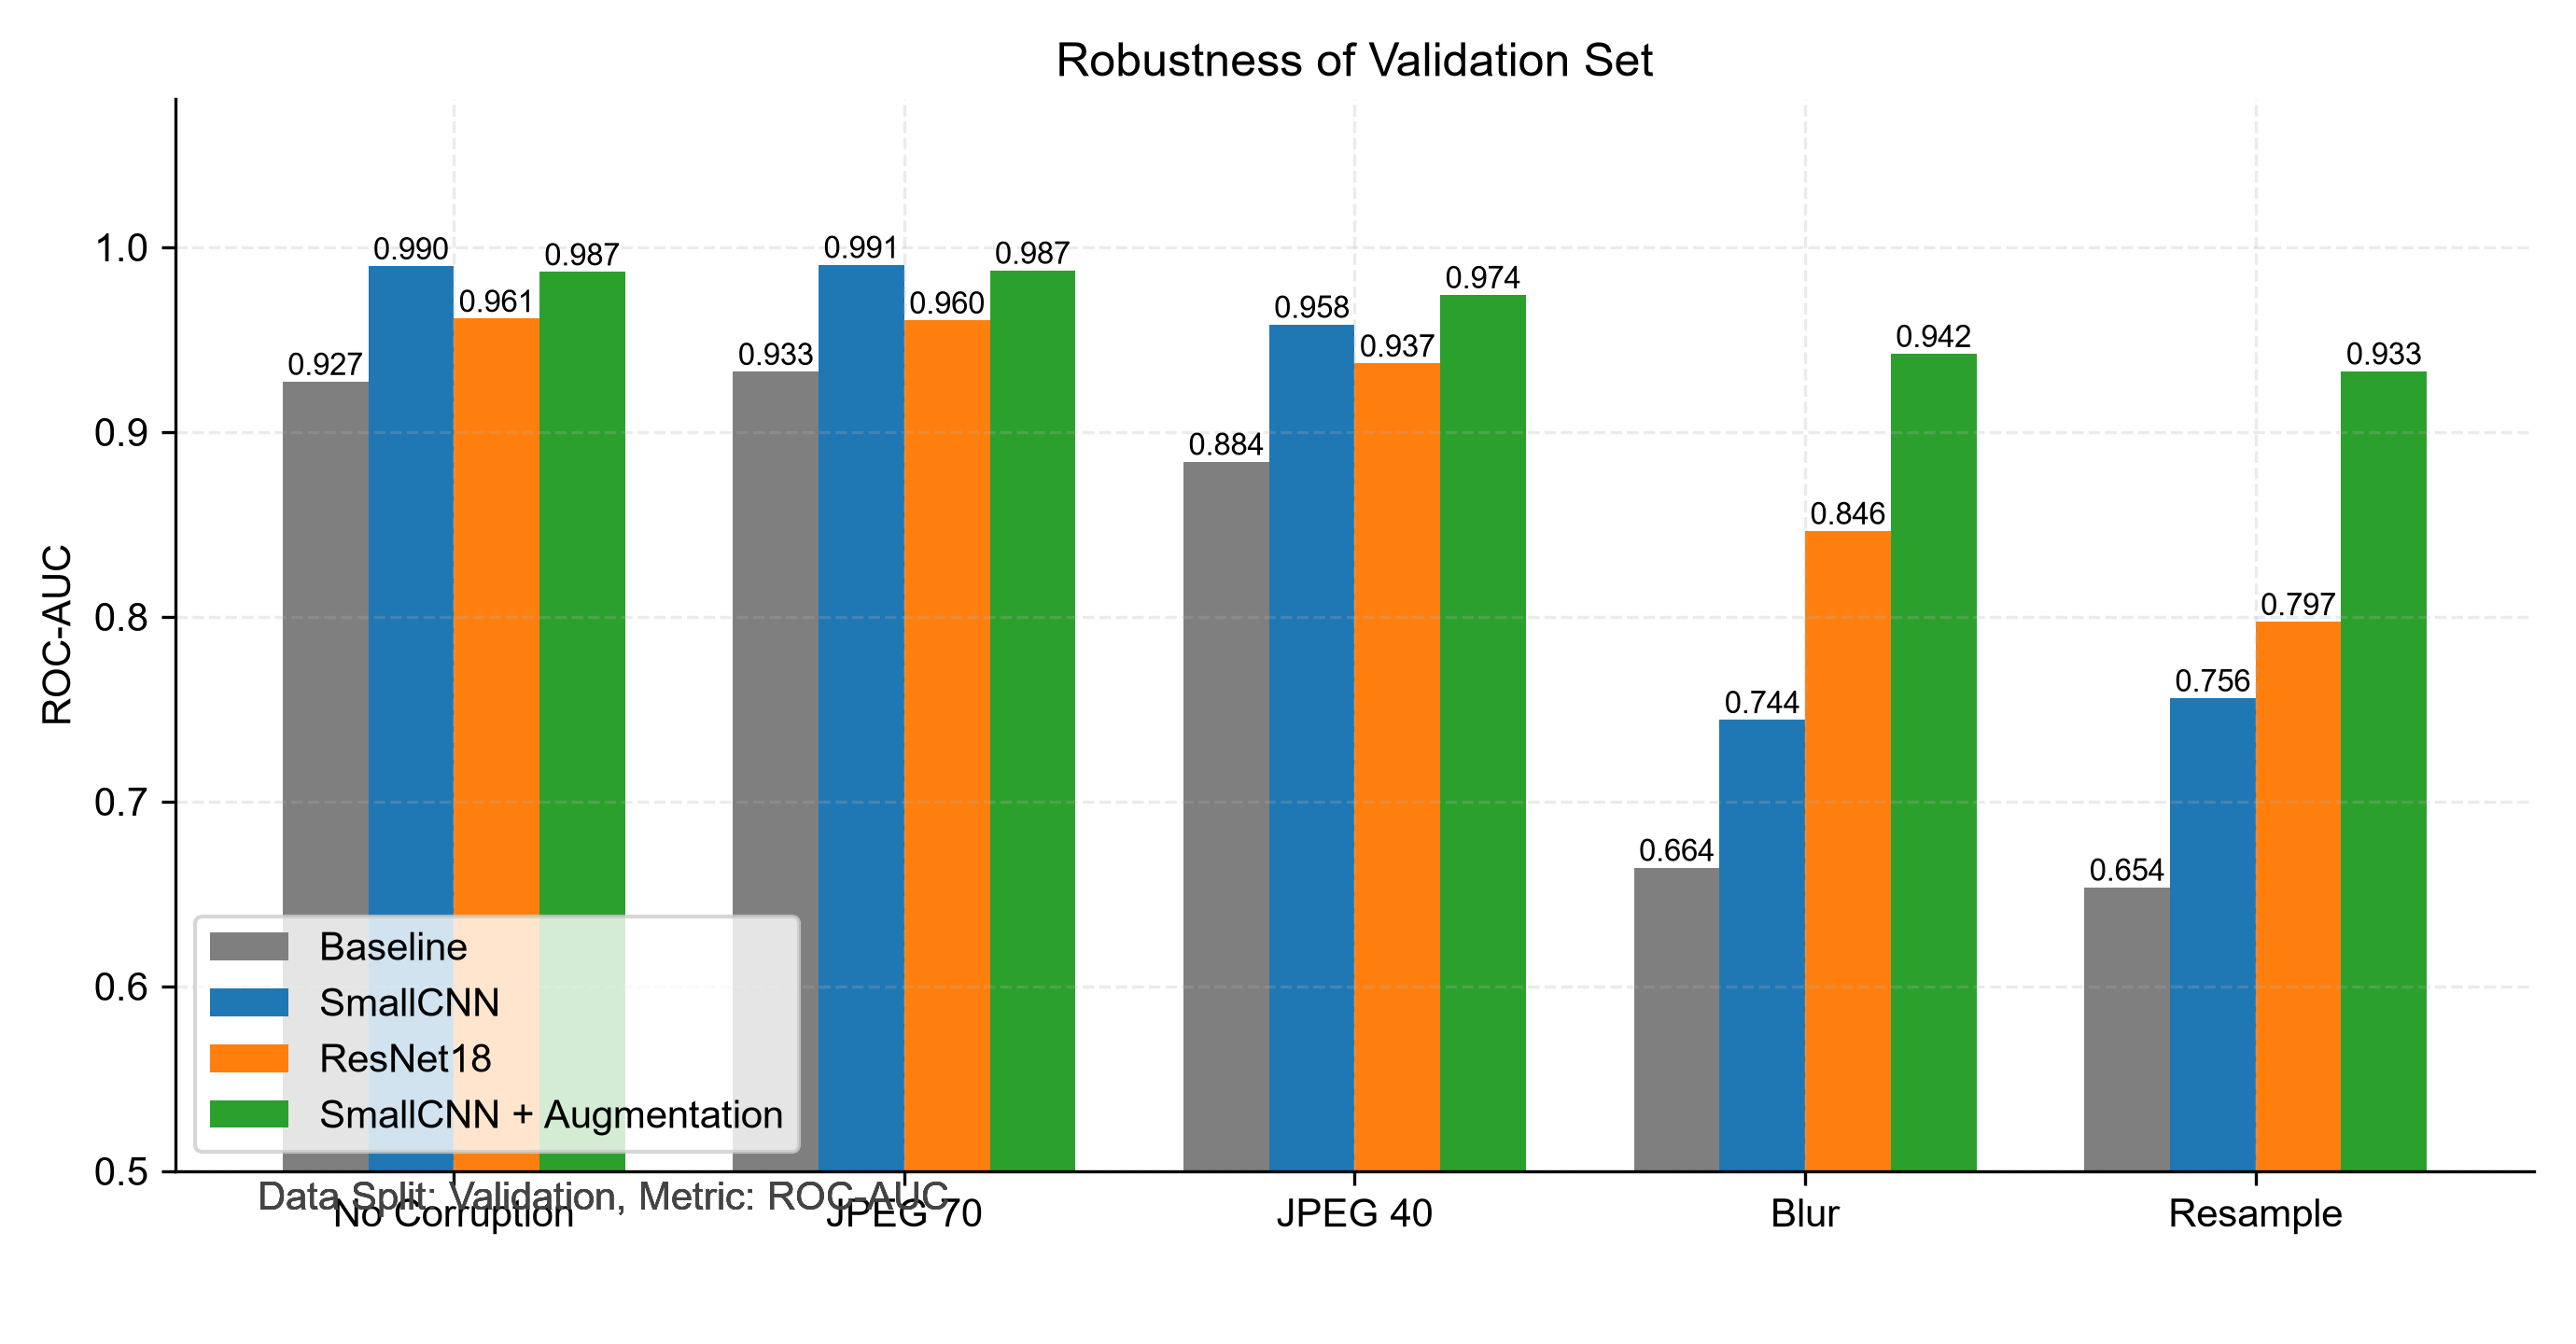 Robustness of Validation Set
ROC-AUC
1.0
0.9
0.8
0.7
0.6
0.5
0.927
0.990
0.961
0.987
0.933
0.991
0.960
0.987
0.884
0.958
0.937
0.974
0.664
0.744
0.846
0.942
0.654
0.756
0.797
0.933
Baseline
SmallCNN
ResNet18
SmallCNN + Augmentation
Data Split: Validation, Metric: ROC-AUC
No Corruption
JPEG 70
JPEG 40
Blur
Resample